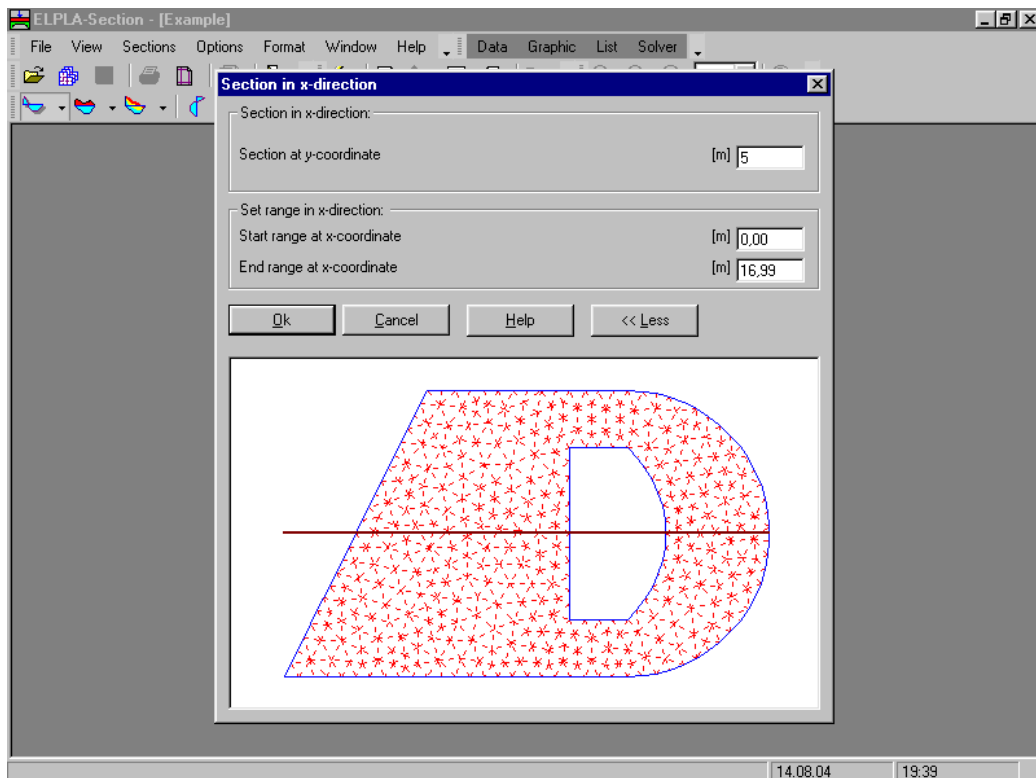 ELPLA-Section - [Example]
File View Sections Options Format Window Help Data Graphic List Solver
Section in x-direction
Section in x-direction:
Section at y-coordinate [m] 5
Set range in x-direction:
Start range at x-coordinate [m] 0,00
End range at x-coordinate [m] 16,99
Ok Cancel Help << Less
14.08.04 19:39